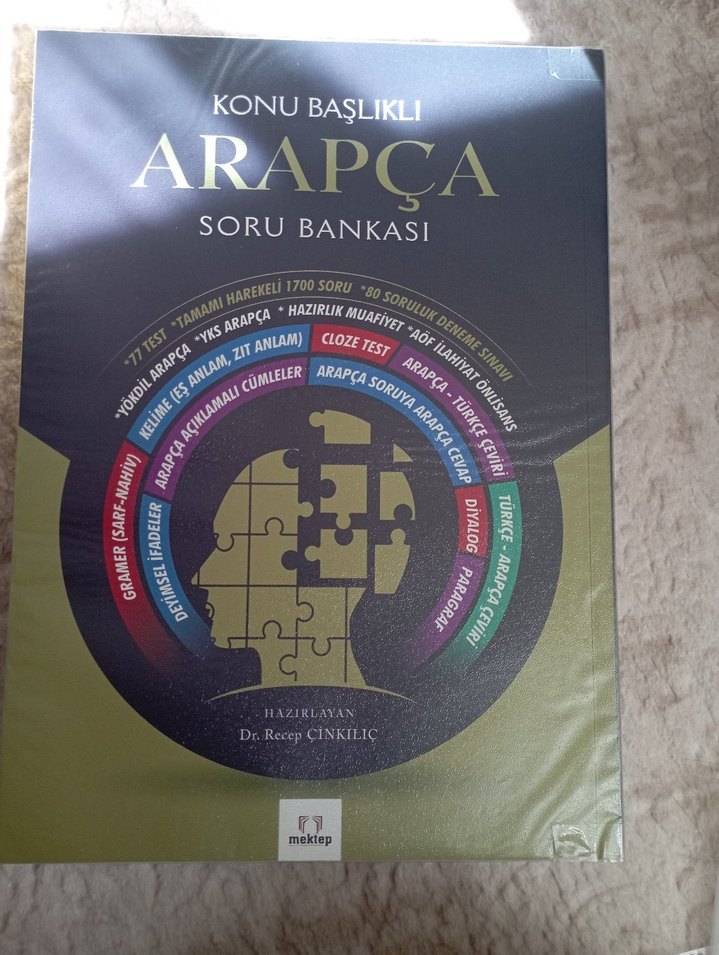 KONU BAŞLIKLI
ARAPÇA
SORU BANKASI
*77 TEST *TAMAMI HAREKELİ 1700 SORU *80 SORULUK DENEME SINAVI
*YÖKDİL ARAPÇA *YKS ARAPÇA * HAZIRLIK MUAFİYET *AÖF İLAHİYAT ÖNLİSANS
GRAMER (SARF-NAHİV)
KELİME (EŞ ANLAM, ZIT ANLAM)
CLOZE TEST
ARAPÇA - TÜRKÇE ÇEVİRİ
TÜRKÇE - ARAPÇA ÇEVİRİ
DEYİMSEL İFADELER
ARAPÇA AÇIKLAMALI CÜMLELER
ARAPÇA SORUYA ARAPÇA CEVAP
DİYALOG
PARAGRAF
HAZIRLAYAN
Dr. Recep ÇİNKILIÇ
mektep